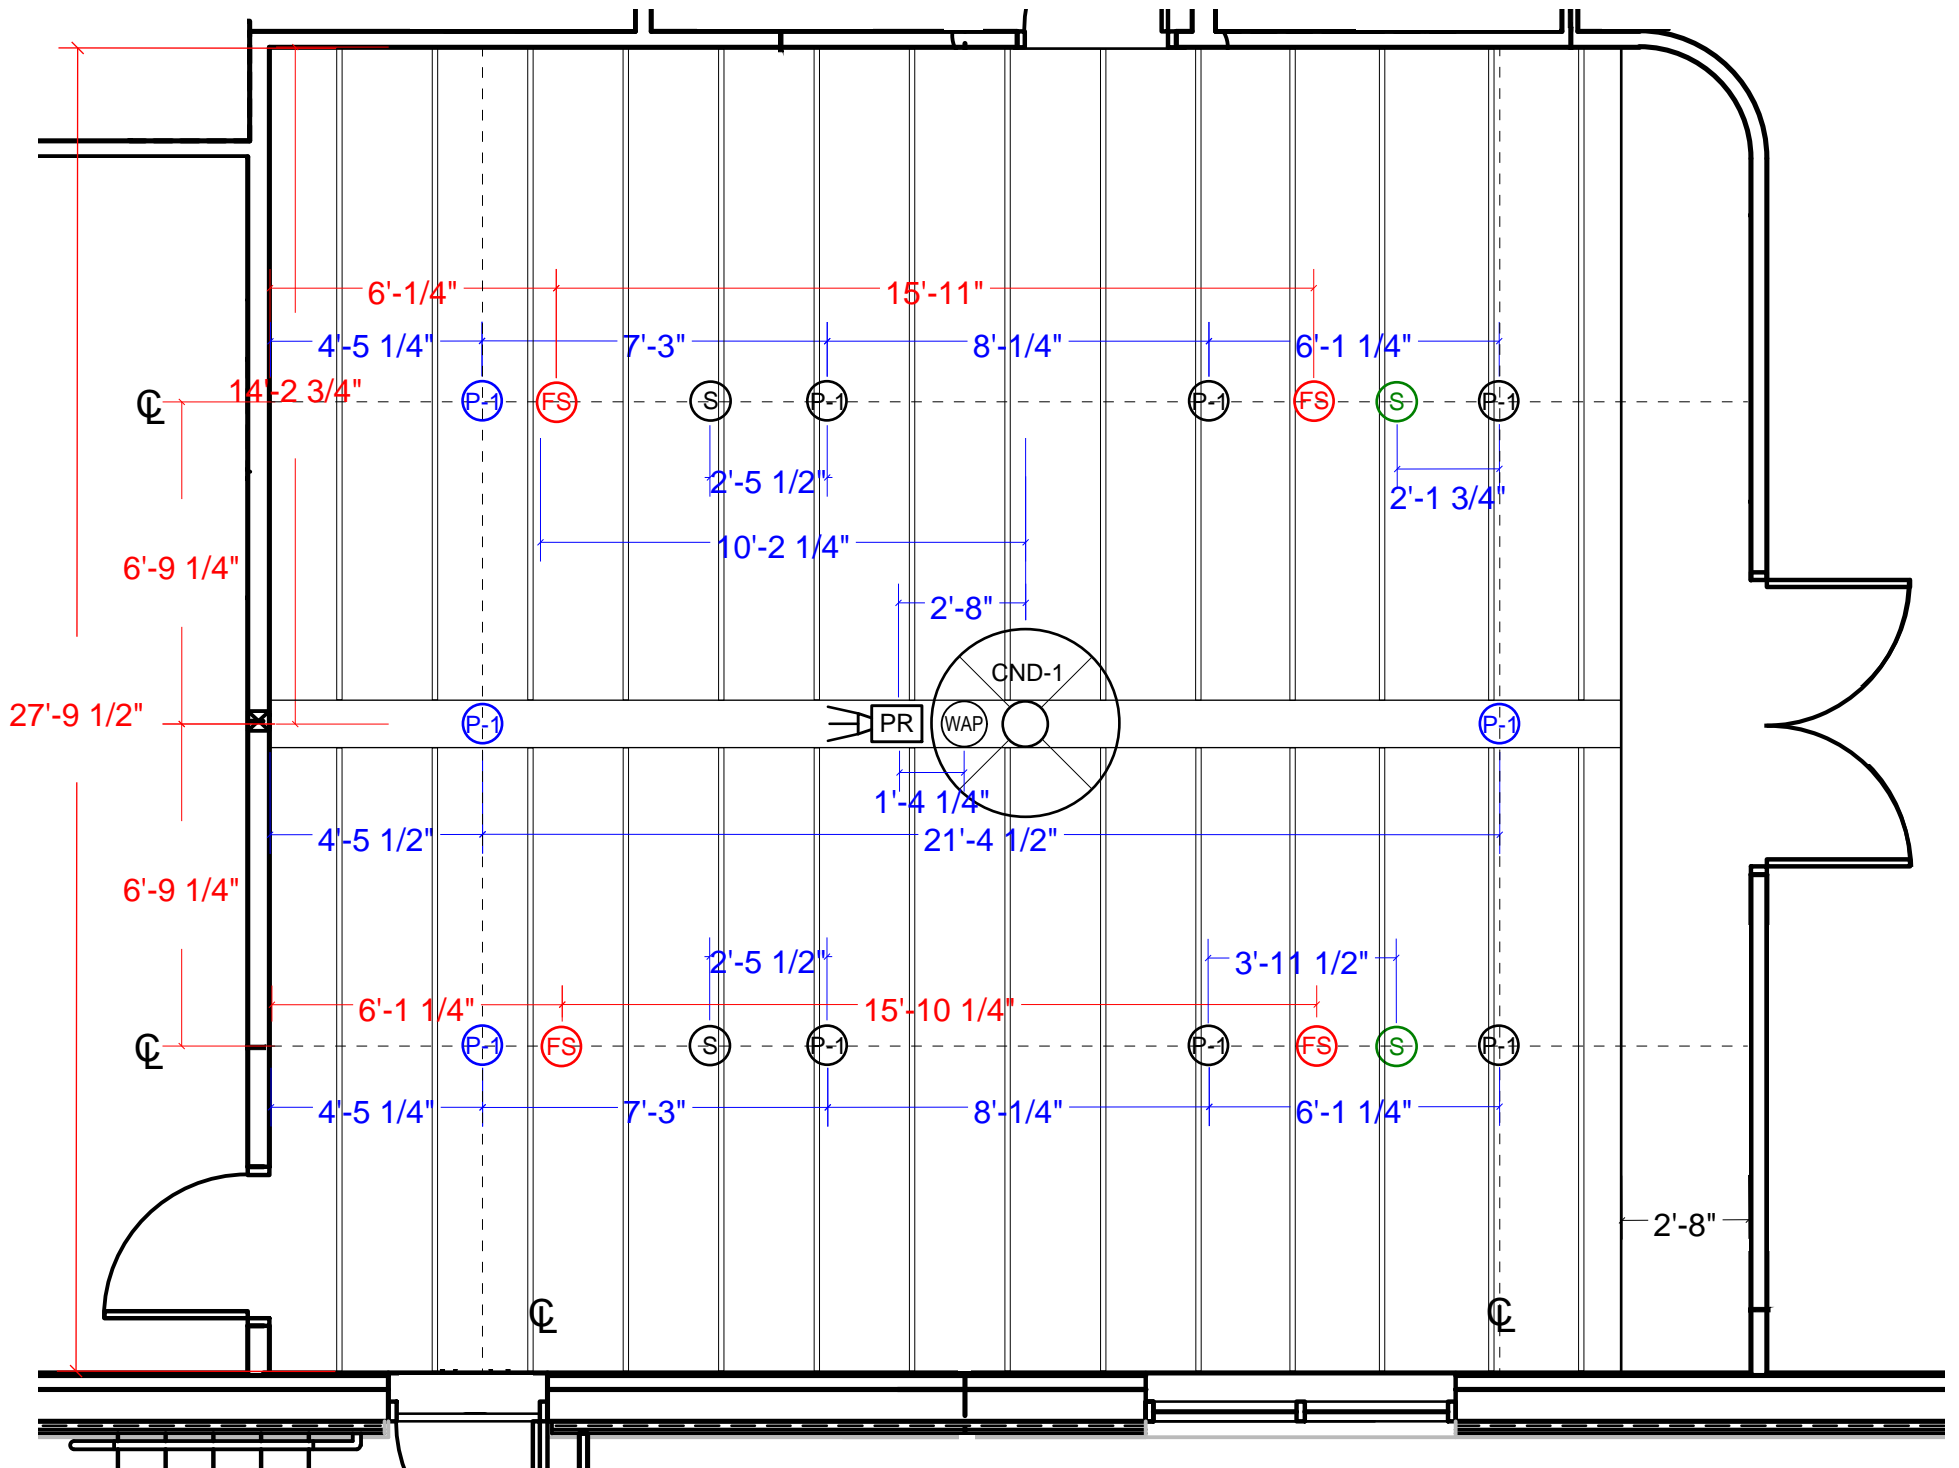 6'-1/4" 15'-11"
4'-5 1/4" 7'-3" 8'-1/4" 6'-1 1/4"
14'-2 3/4"
℄ P-1 FS S P-1 P-1 FS S P-1
2'-5 1/2" 2'-1 3/4"
10'-2 1/4"
6'-9 1/4"
2'-8"
CND-1
27'-9 1/2" P-1 PR WAP P-1
1'-4 1/4"
4'-5 1/2" 21'-4 1/2"
6'-9 1/4"
2'-5 1/2" 3'-11 1/2"
6'-1 1/4" 15'-10 1/4"
℄ P-1 FS S P-1 P-1 FS S P-1
4'-5 1/4" 7'-3" 8'-1/4" 6'-1 1/4"
2'-8"
℄ ℄